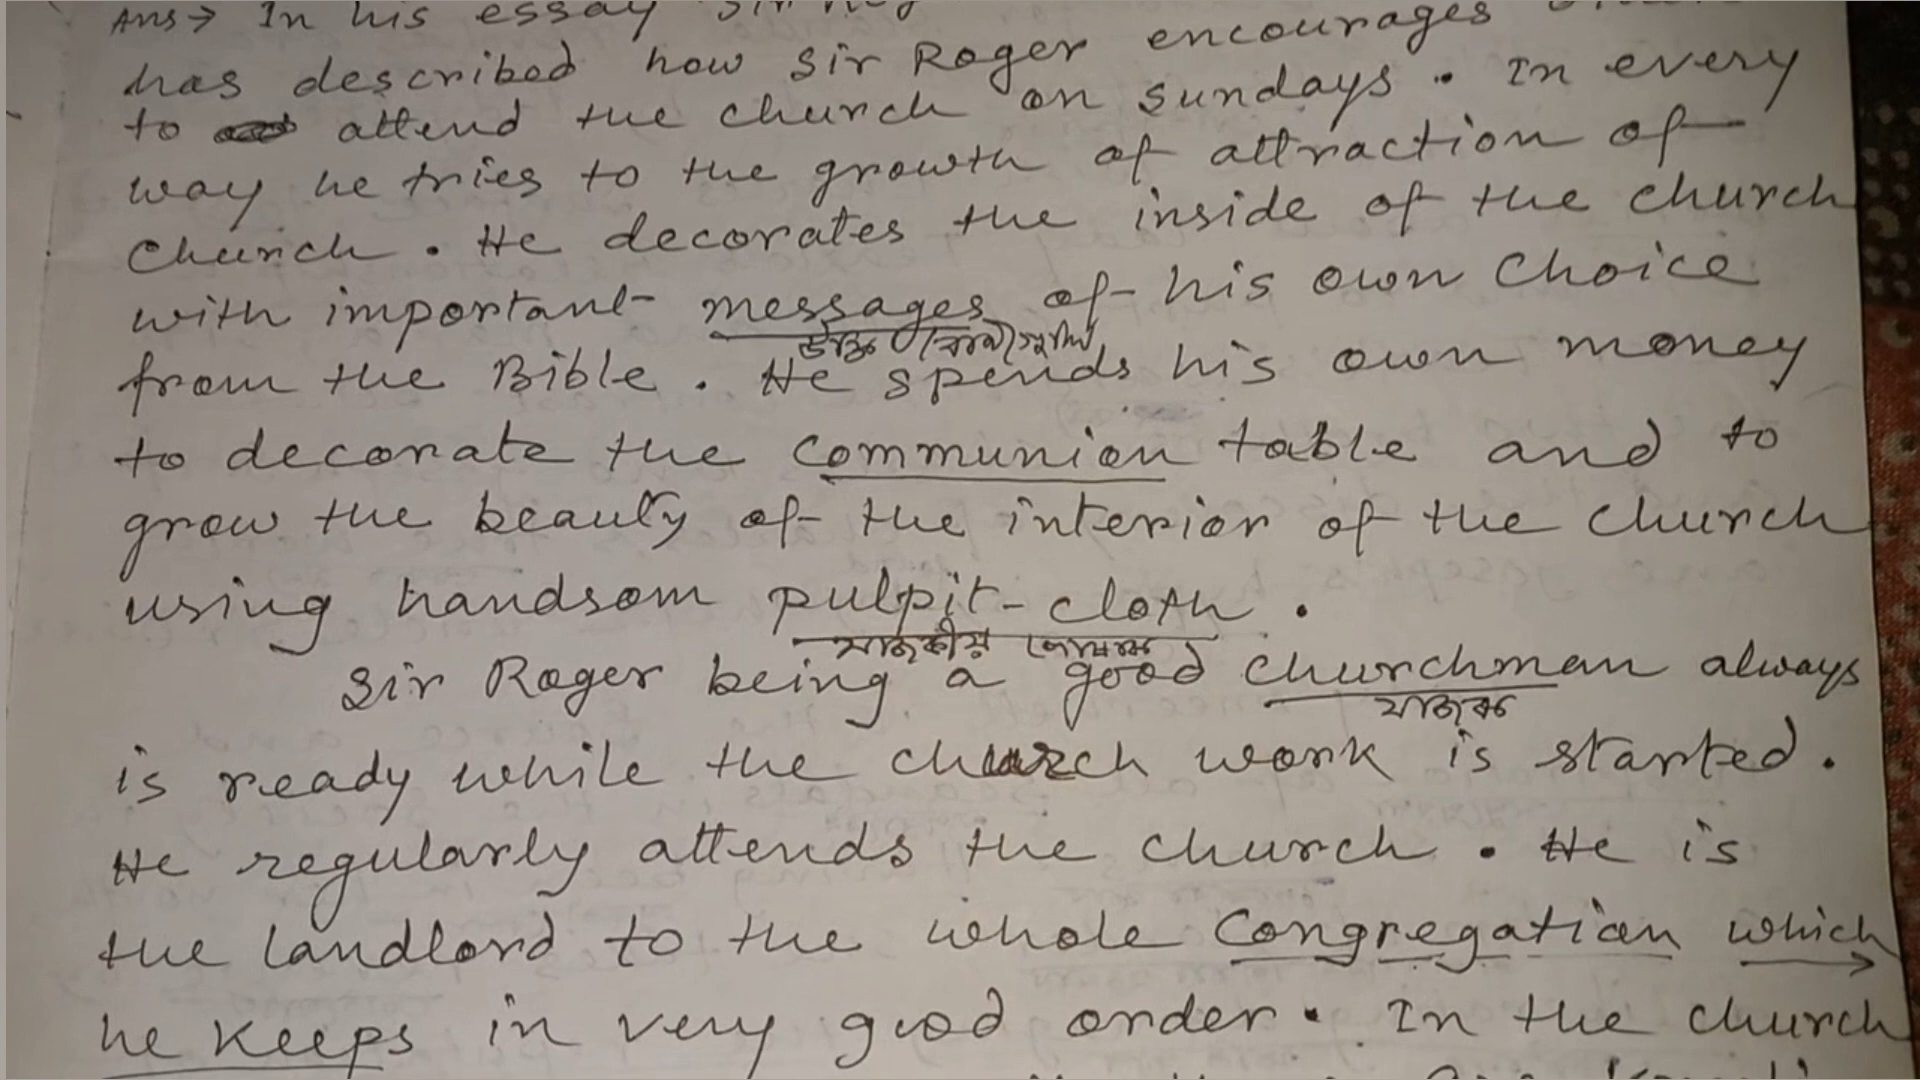 Ans → In his essay Sir
has described how Sir Roger encourages
to attend the church on sundays. In every
way he tries to the growth of attraction of
Church. He decorates the inside of the church
with important messages of his own choice
from the Bible. He spends his own money
to decorate the communion table and to
grow the beauty of the interior of the church
using handsom pulpit-cloth.
যাজকীয় পোষাক
Sir Roger being a good churchman always
যাজক
is ready while the church work is started.
He regularly attends the church. He is
the landlord to the whole Congregation which
he keeps in very good order. In the church